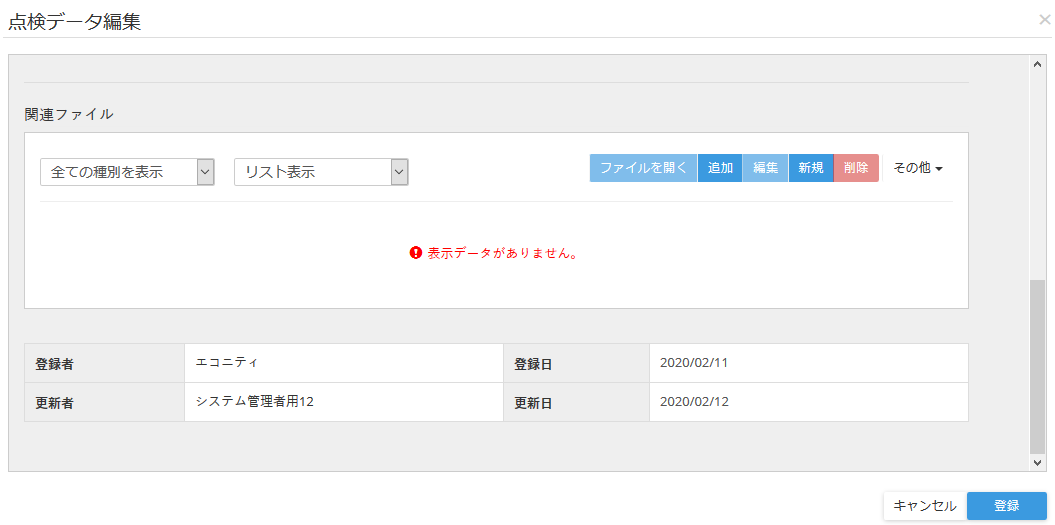 点検データ編集
×
関連ファイル
全ての種別を表示 リスト表示 ファイルを開く 追加 編集 新規 削除 その他
表示データがありません。
登録者 エコニティ 登録日 2020/02/11
更新者 システム管理者用12 更新日 2020/02/12
キャンセル 登録